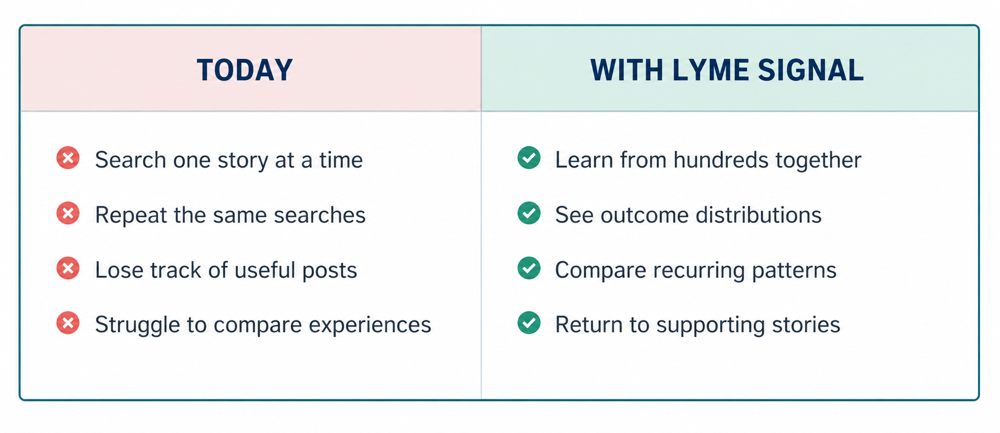 TODAY
WITH LYME SIGNAL
Search one story at a time
Repeat the same searches
Lose track of useful posts
Struggle to compare experiences
Learn from hundreds together
See outcome distributions
Compare recurring patterns
Return to supporting stories